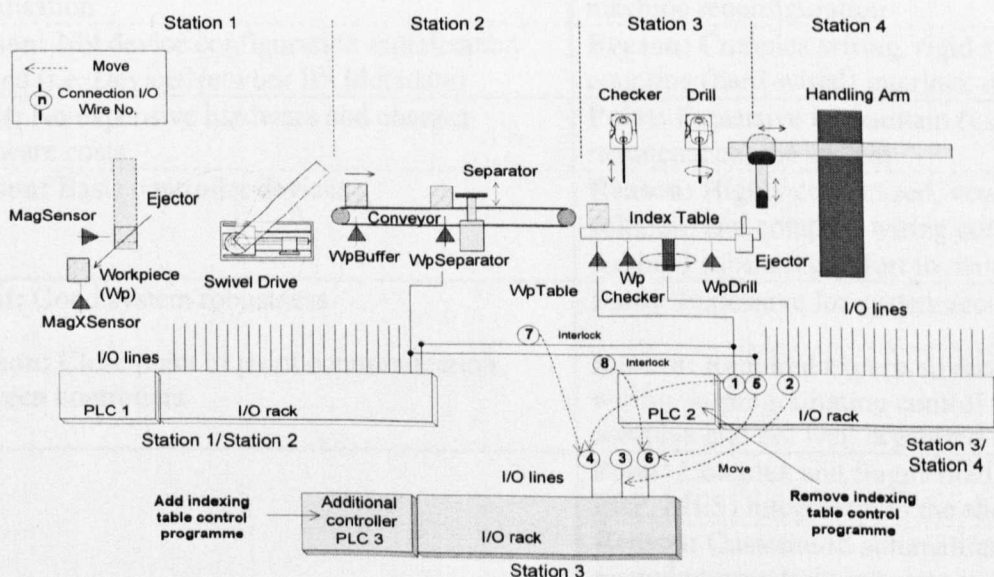 Station 1
Station 2
Station 3
Station 4
Move
Connection I/O
Wire No.
n
Checker
Drill
Handling Arm
Ejector
MagSensor
Separator
Conveyor
Index Table
WpBuffer
WpSeparator
Swivel Drive
Workpiece
(Wp)
MagXSensor
WpTable
Wp
Checker
WpDrill
Ejector
I/O lines
I/O lines
7
Interlock
8
Interlock
1
5
2
PLC 1
I/O rack
PLC 2
I/O rack
Station 1/Station 2
Station 3/
Station 4
4
3
6
Move
I/O lines
Add indexing
table control
programme
Additional
controller
PLC 3
I/O rack
Remove indexing
table control
programme
Station 3